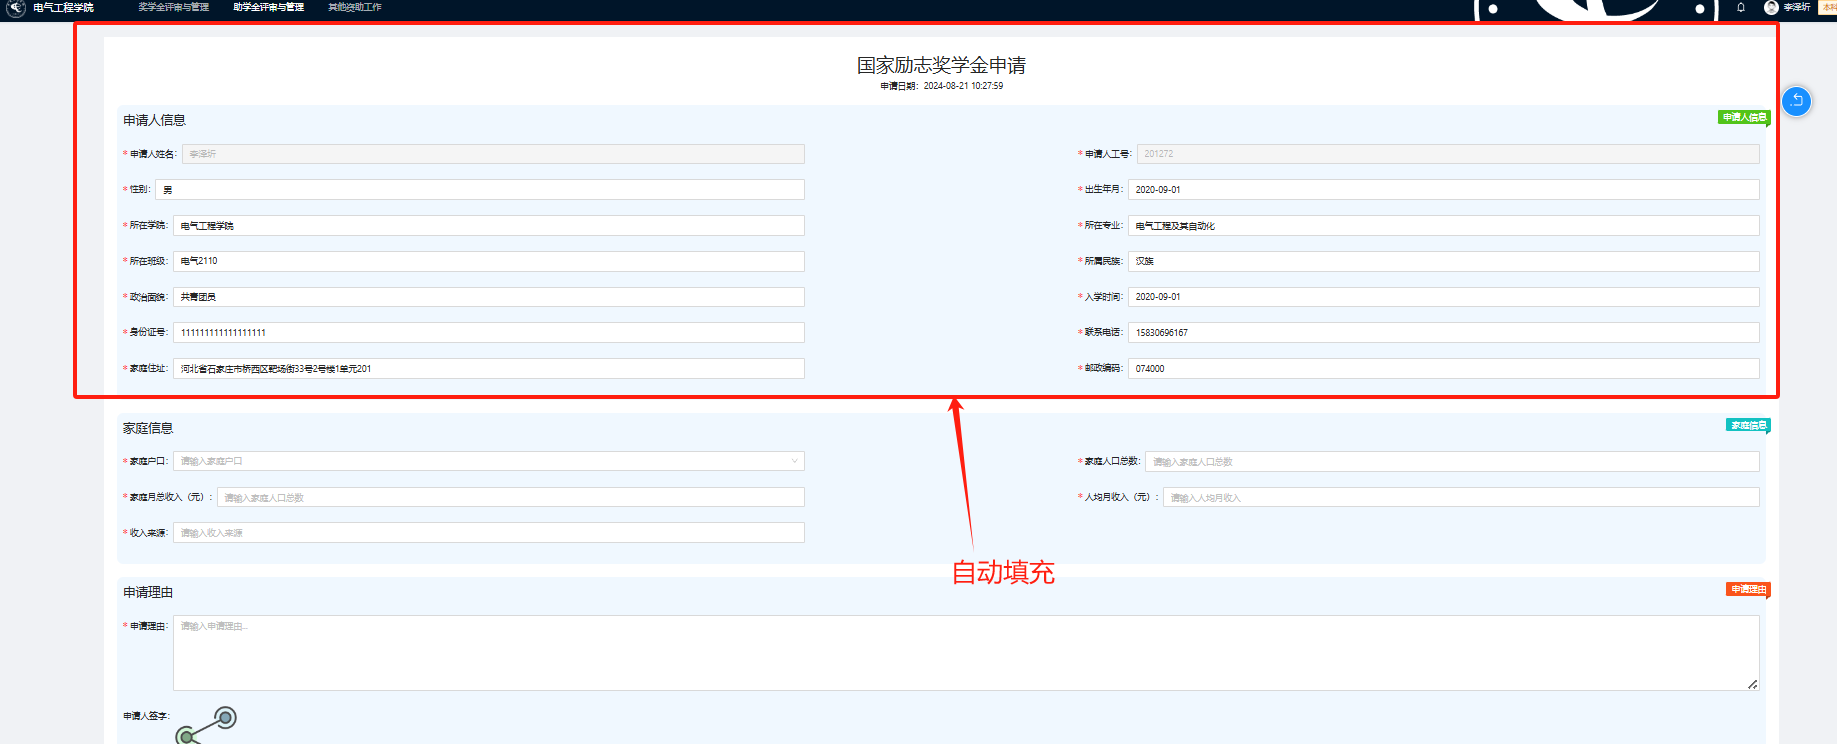 电气工程学院 奖学金评审与管理 助学金评审与管理 其他资助工作 李泽圻 本科
国家励志奖学金申请
申请日期：2024-08-21 10:27:59
申请人信息 申请人信息
* 申请人姓名： 李泽圻 * 申请人工号： 201272
* 性别： 男 * 出生年月： 2020-09-01
* 所在学院： 电气工程学院 * 所在专业： 电气工程及其自动化
* 所在班级： 电气2110 * 所属民族： 汉族
* 政治面貌： 共青团员 * 入学时间： 2020-09-01
* 身份证号： 111111111111111111 * 联系电话： 15830696167
* 家庭住址： 河北省石家庄市桥西区靶场街33号2号楼1单元201 * 邮政编码： 074000
家庭信息 家庭信息
* 家庭户口： 请输入家庭户口 * 家庭人口总数： 请输入家庭人口总数
* 家庭月总收入（元）： 请输入家庭人口总数 * 人均月收入（元）： 请输入人均月收入
* 收入来源： 请输入收入来源
自动填充
申请理由 申请理由
* 申请理由： 请输入申请理由...
申请人签字：